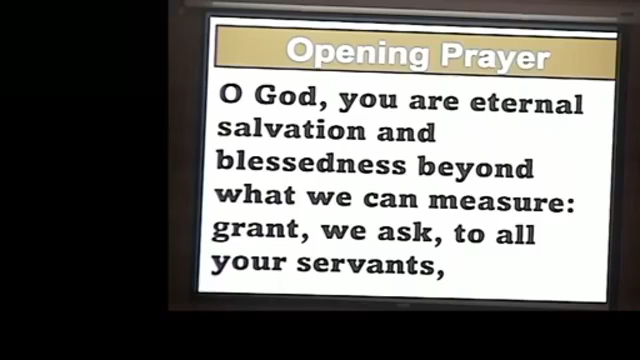 Opening Prayer
O God, you are eternal
salvation and
blessedness beyond
what we can measure:
grant, we ask, to all
your servants,